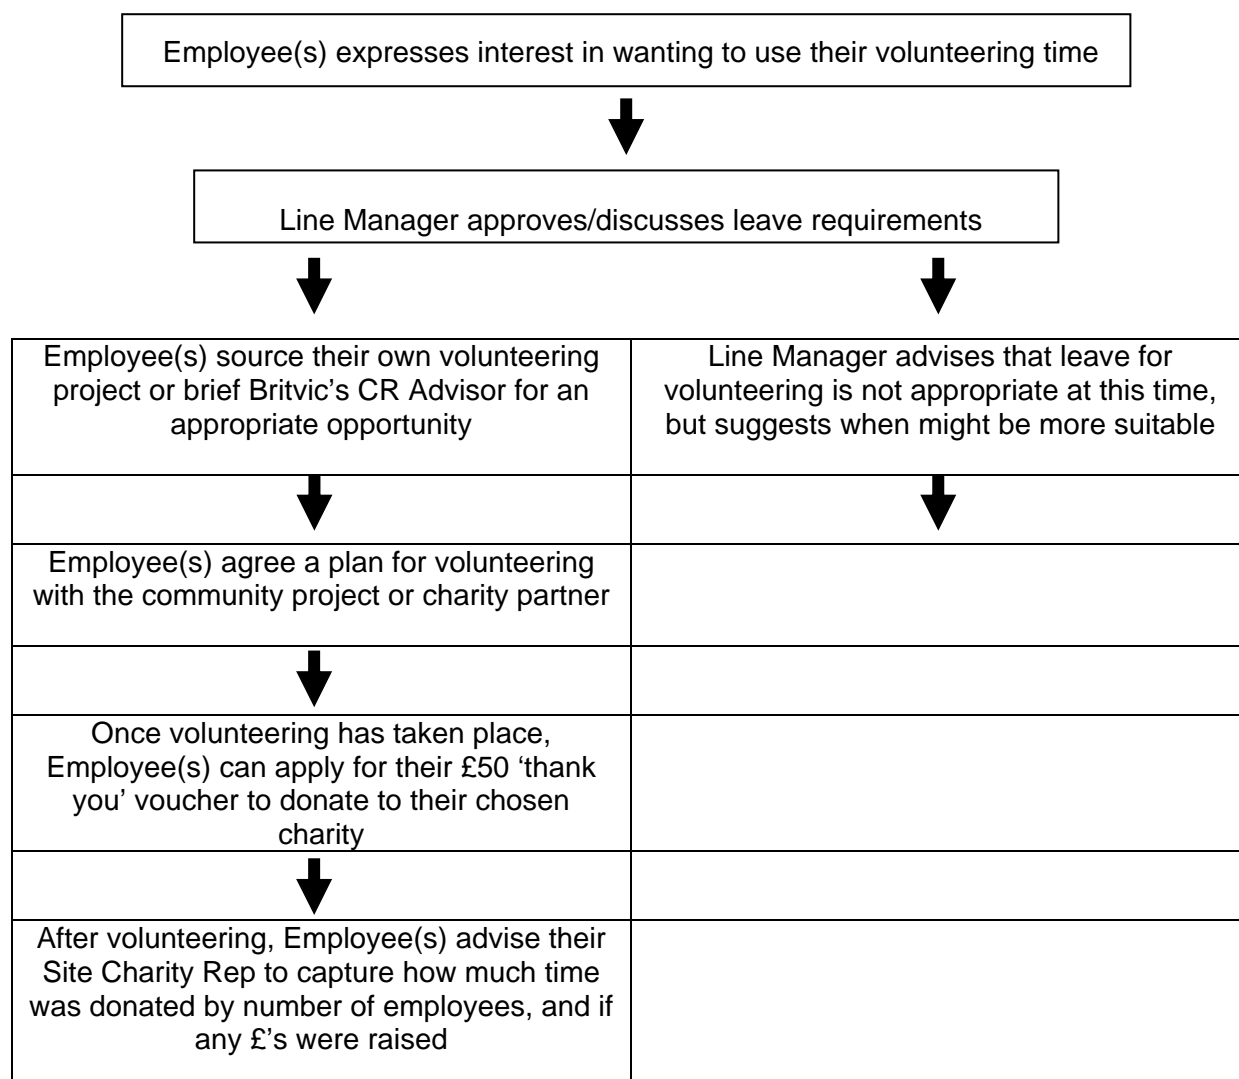 Employee(s) expresses interest in wanting to use their volunteering time
Line Manager approves/discusses leave requirements
Employee(s) source their own volunteering
project or brief Britvic’s CR Advisor for an
appropriate opportunity
Line Manager advises that leave for
volunteering is not appropriate at this time,
but suggests when might be more suitable
Employee(s) agree a plan for volunteering
with the community project or charity partner
Once volunteering has taken place,
Employee(s) can apply for their £50 ‘thank
you’ voucher to donate to their chosen
charity
After volunteering, Employee(s) advise their
Site Charity Rep to capture how much time
was donated by number of employees, and if
any £’s were raised